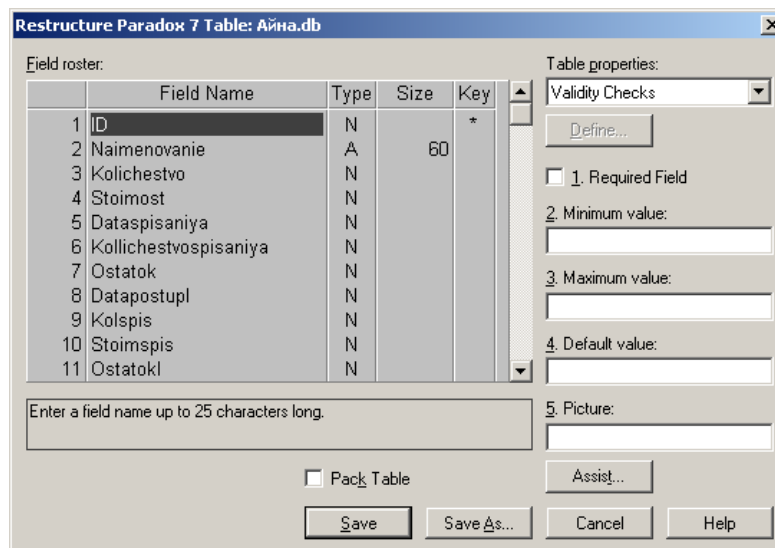 Restructure Paradox 7 Table: Айна.db
Field roster:
Field Name Type Size Key
1 ID N *
2 Naimenovanie A 60
3 Kolichestvo N
4 Stoimost N
5 Dataspisaniya N
6 Kollichestvospisaniya N
7 Ostatok N
8 Datapostupl N
9 Kolspis N
10 Stoimspis N
11 Ostatokl N
Enter a field name up to 25 characters long.
Pack Table
Save
Save As...
Table properties:
Validity Checks
Define...
1. Required Field
2. Minimum value:
3. Maximum value:
4. Default value:
5. Picture:
Assist...
Cancel
Help